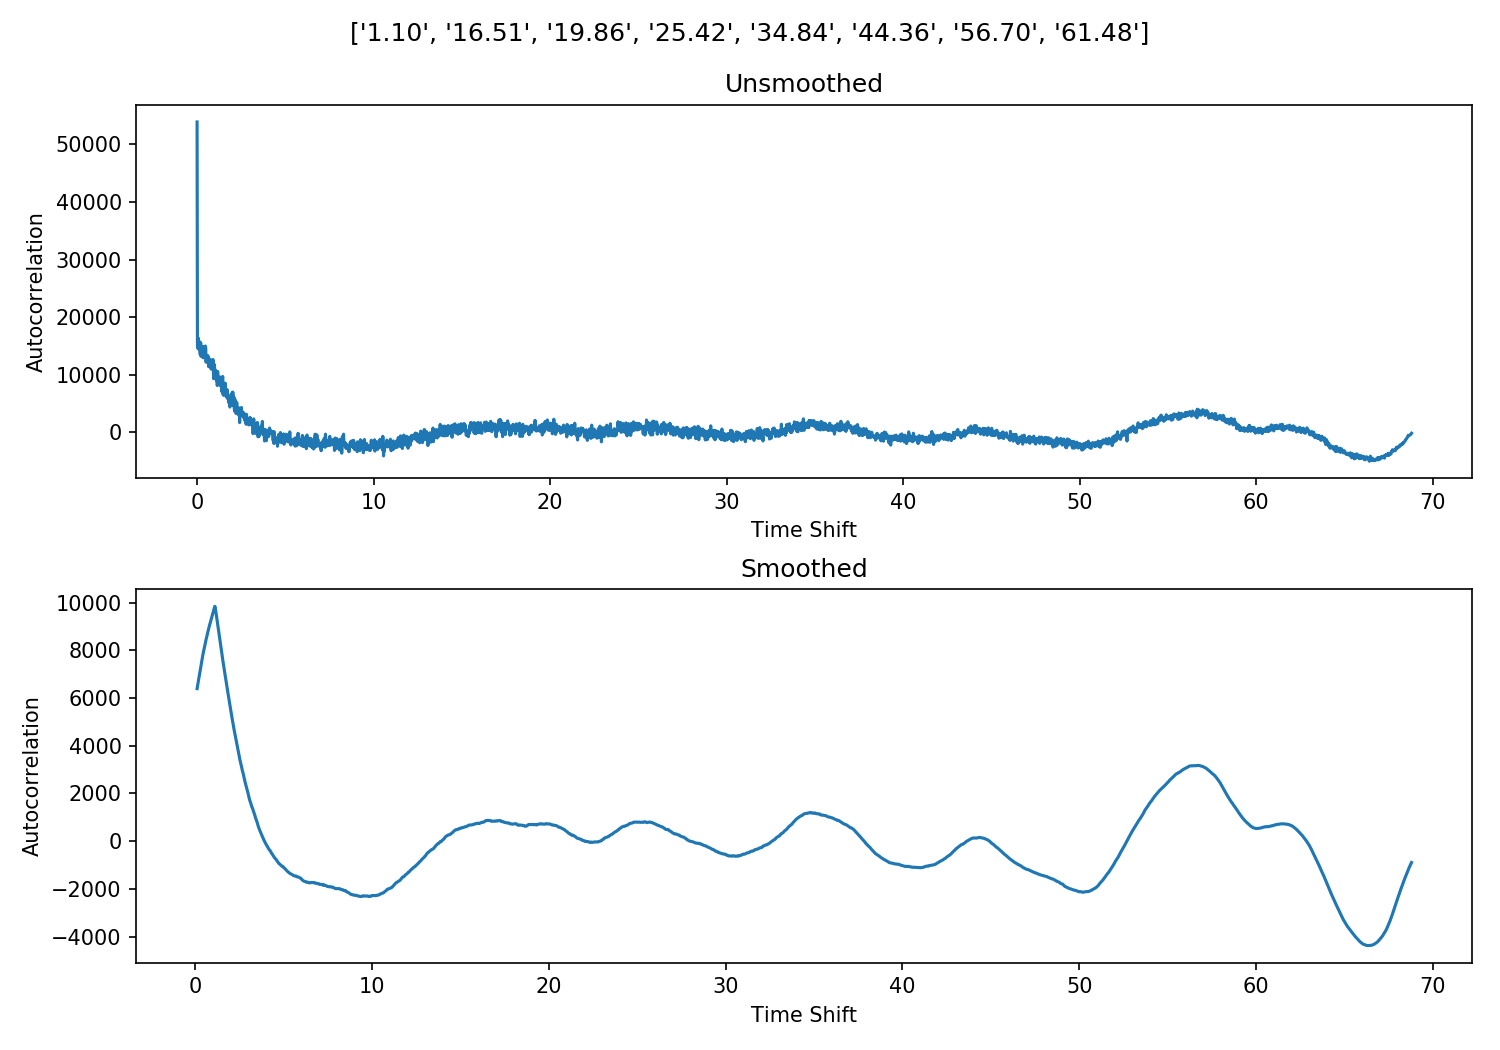 ['1.10', '16.51', '19.86', '25.42', '34.84', '44.36', '56.70', '61.48']
Unsmoothed
Autocorrelation
50000
40000
30000
20000
10000
0
0 10 20 30 40 50 60 70
Time Shift
Smoothed
Autocorrelation
10000
8000
6000
4000
2000
0
−2000
−4000
0 10 20 30 40 50 60 70
Time Shift